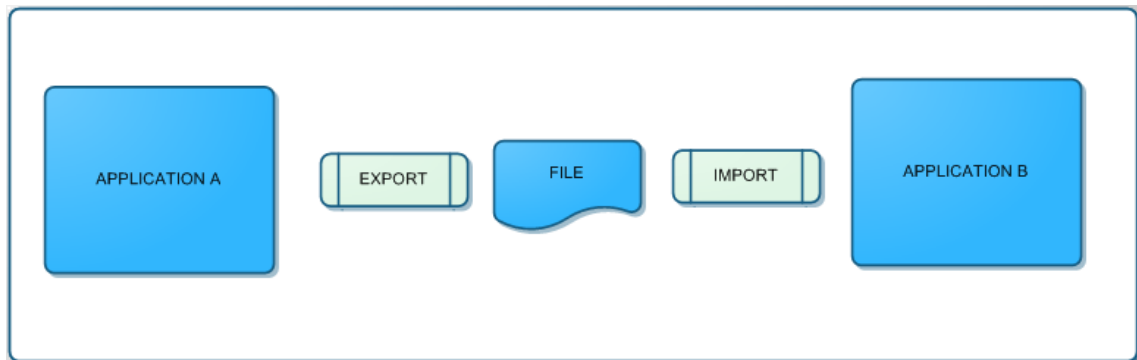 APPLICATION A
EXPORT
FILE
IMPORT
APPLICATION B